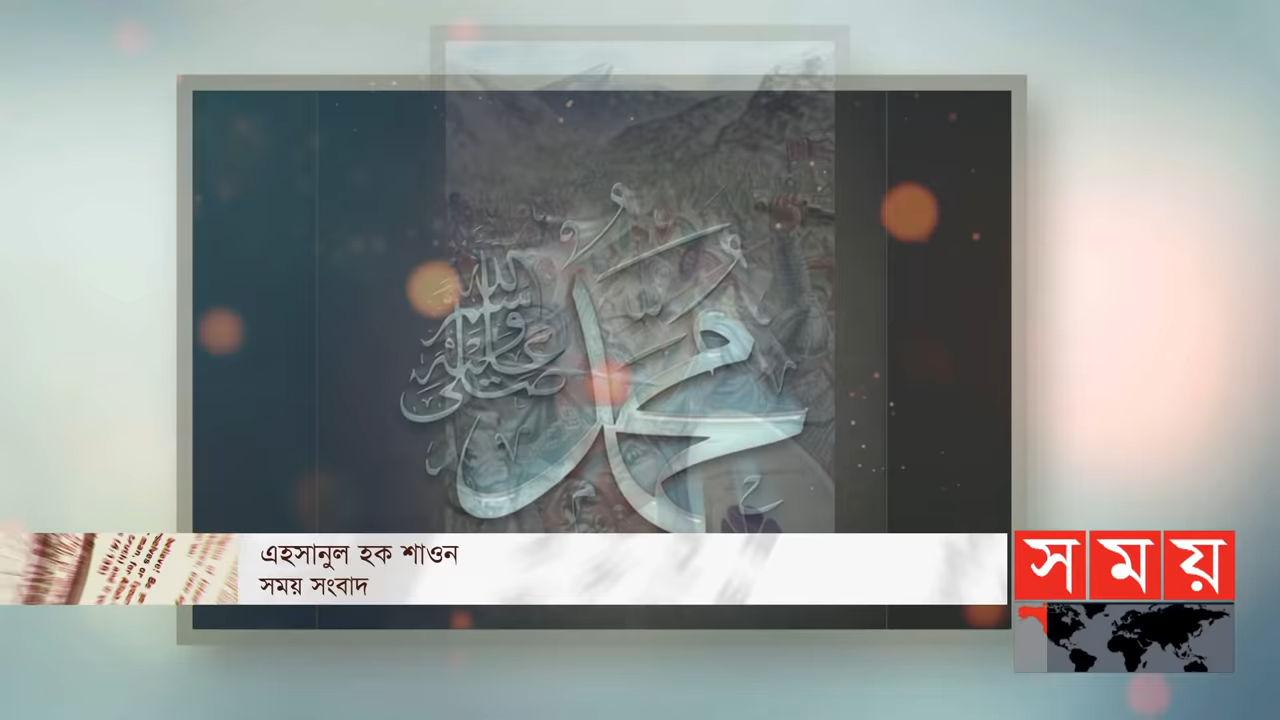 محمد
صلى الله عليه وسلم
এহসানুল হক শাওন
সময় সংবাদ
সময়